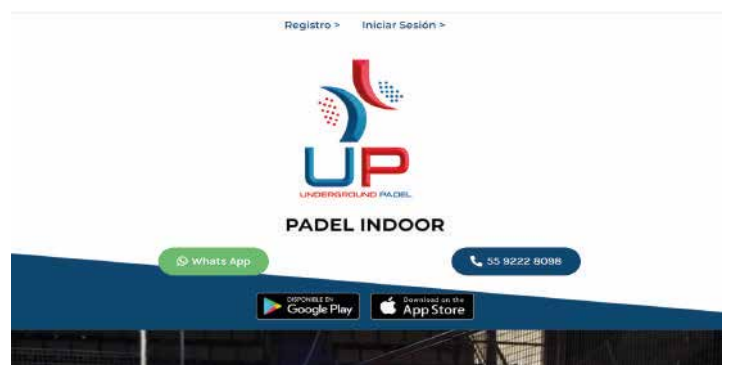 Registro > Iniciar Sesión >
UP
UNDERGROUND PADEL
PADEL INDOOR
Whats App 55 9222 8098
DISPONIBLE EN Download on the
Google Play App Store